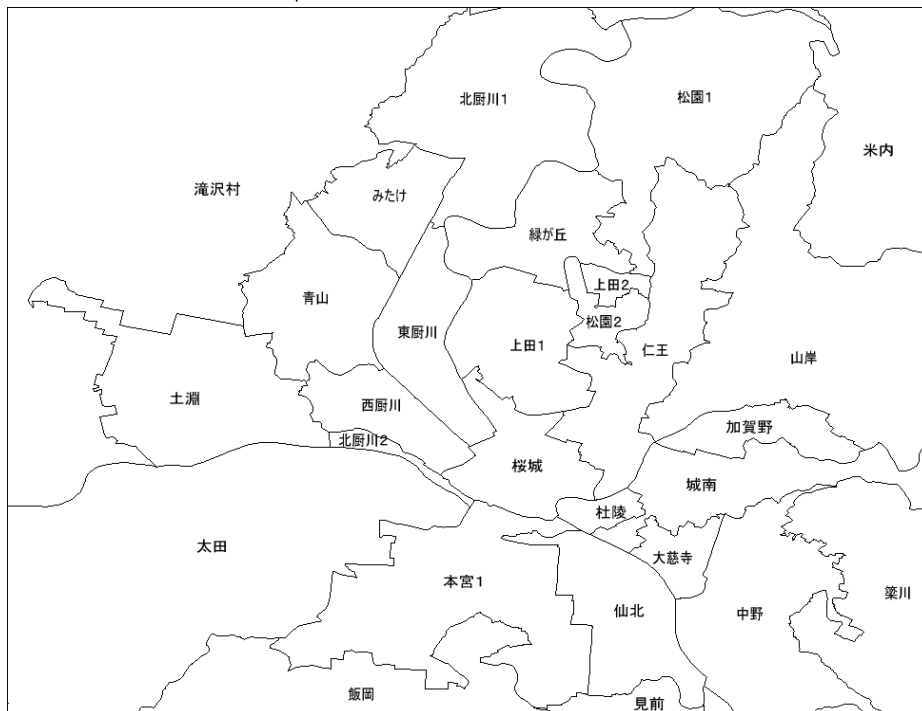 北厨川1
松園1
米内
滝沢村
みたけ
緑が丘
上田2
青山
松園2
東厨川
上田1
仁王
山岸
土淵
西厨川
加賀野
北厨川2
桜城
城南
杜陵
太田
大慈寺
本宮1
簗川
仙北
中野
飯岡
見前